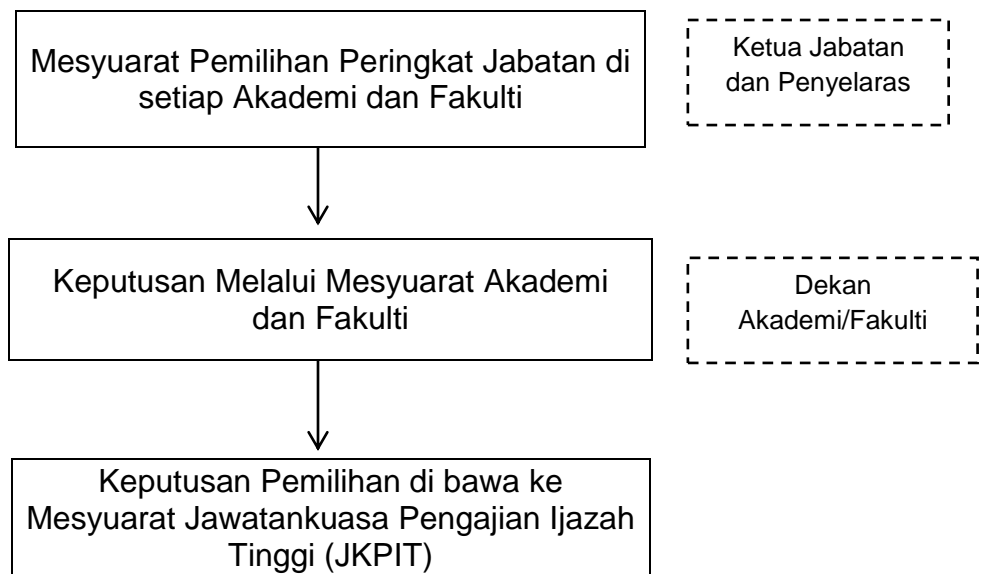 Mesyuarat Pemilihan Peringkat Jabatan di
setiap Akademi dan Fakulti
Ketua Jabatan
dan Penyelaras
Keputusan Melalui Mesyuarat Akademi
dan Fakulti
Dekan
Akademi/Fakulti
Keputusan Pemilihan di bawa ke
Mesyuarat Jawatankuasa Pengajian Ijazah
Tinggi (JKPIT)